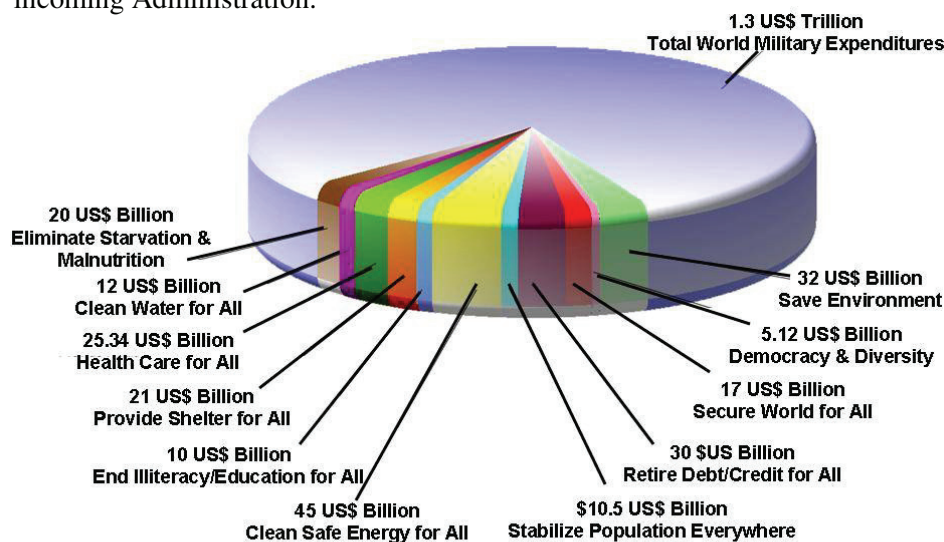 incoming Administration.
1.3 US$ Trillion
Total World Military Expenditures
20 US$ Billion
Eliminate Starvation &
Malnutrition
12 US$ Billion
Clean Water for All
25.34 US$ Billion
Health Care for All
21 US$ Billion
Provide Shelter for All
10 US$ Billion
End Illiteracy/Education for All
45 US$ Billion
Clean Safe Energy for All
$10.5 US$ Billion
Stabilize Population Everywhere
30 $US Billion
Retire Debt/Credit for All
17 US$ Billion
Secure World for All
5.12 US$ Billion
Democracy & Diversity
32 US$ Billion
Save Environment